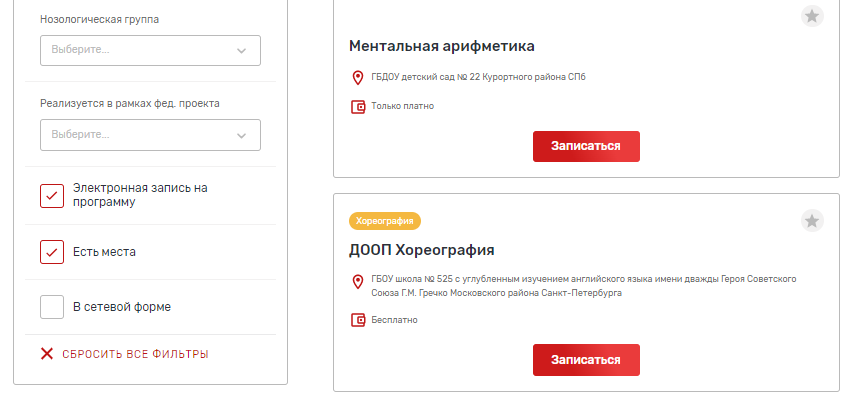 Нозологическая группа
Выберите...
Реализуется в рамках фед. проекта
Выберите...
Электронная запись на
программу
Есть места
В сетевой форме
СБРОСИТЬ ВСЕ ФИЛЬТРЫ
Ментальная арифметика
ГБДОУ детский сад № 22 Курортного района СПб
Только платно
Записаться
Хореография
ДООП Хореография
ГБОУ школа № 525 с углубленным изучением английского языка имени дважды Героя Советского
Союза Г.М. Гречко Московского района Санкт-Петербурга
Бесплатно
Записаться